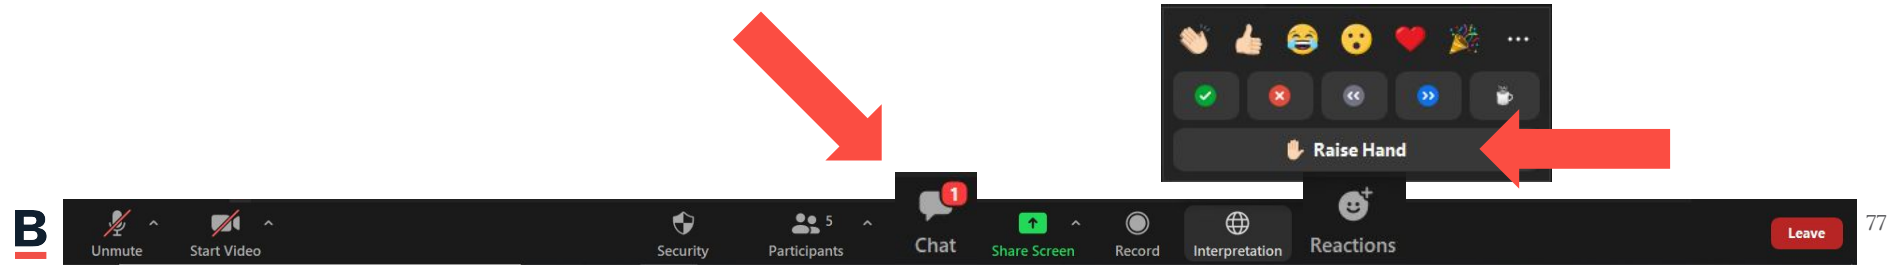 Raise Hand
1
B
Unmute
Start Video
Security
Participants
5
Chat
Share Screen
Record
Interpretation
Reactions
Leave
77